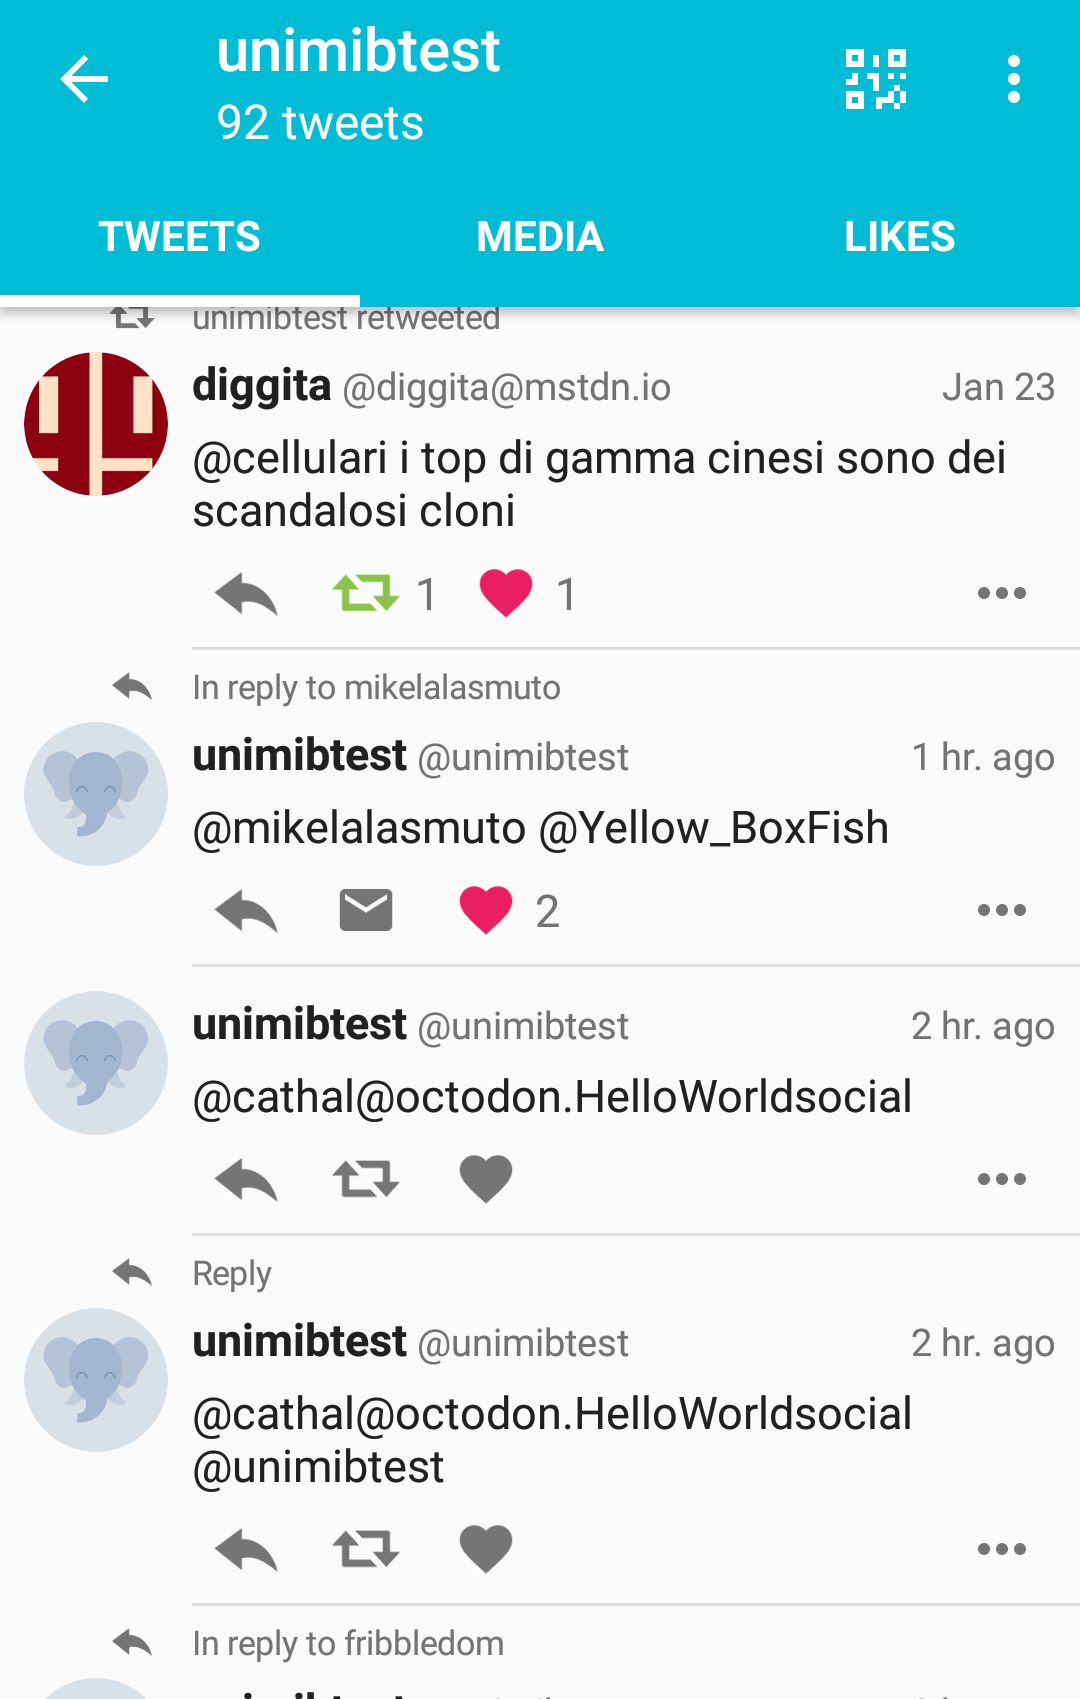 unimibtest
92 tweets
TWEETS MEDIA LIKES
unimibtest retweeted
diggita @diggita@mstdn.io Jan 23
@cellulari i top di gamma cinesi sono dei
scandalosi cloni
1 1
In reply to mikelalasmuto
unimibtest @unimibtest 1 hr. ago
@mikelalasmuto @Yellow_BoxFish
2
unimibtest @unimibtest 2 hr. ago
@cathal@octodon.HelloWorldsocial
Reply
unimibtest @unimibtest 2 hr. ago
@cathal@octodon.HelloWorldsocial
@unimibtest
In reply to fribbledom